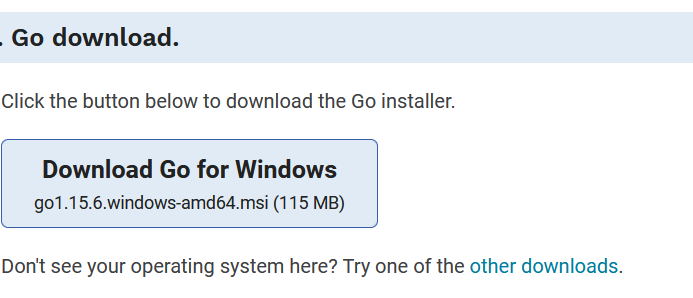 . Go download.
Click the button below to download the Go installer.
Download Go for Windows
go1.15.6.windows-amd64.msi (115 MB)
Don't see your operating system here? Try one of the other downloads.